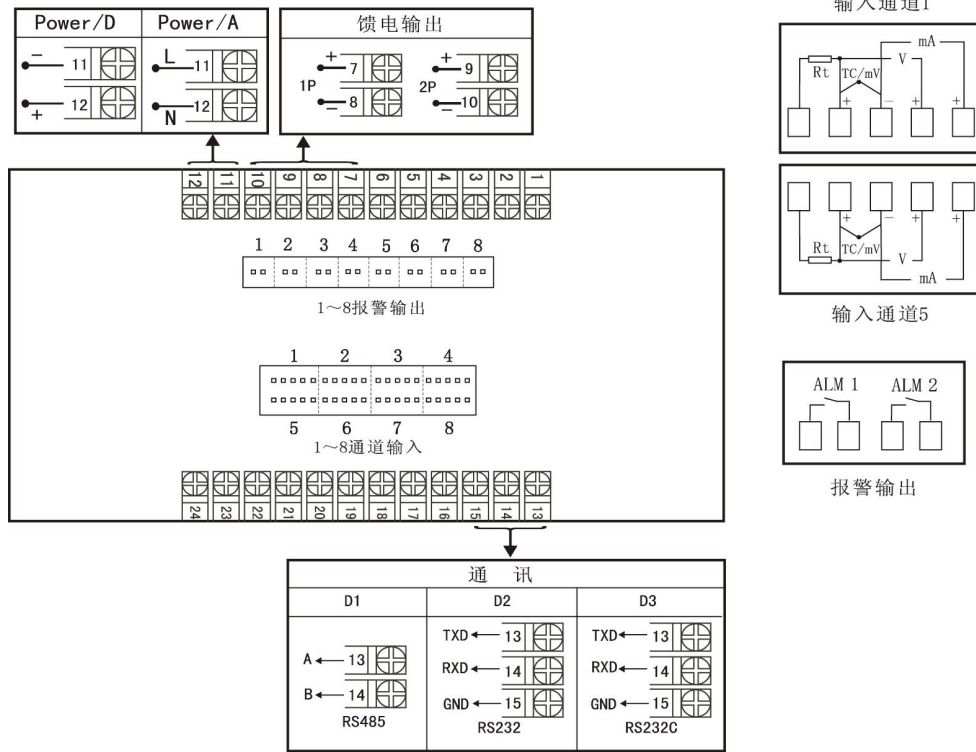 Power/D Power/A 馈电输出
输入通道1
- 11 L 11 + 7 + 9
1P 2P
+ 12 N 12 - 8 - 10
mA
V
Rt TC/mV
+ - + +
12 11 10 9 8 7 6 5 4 3 2 1
1 2 3 4 5 6 7 8
1~8报警输出
+ - + +
Rt TC/mV V
mA
输入通道5
1 2 3 4
5 6 7 8
1~8通道输入
ALM 1 ALM 2
报警输出
24 23 22 21 20 19 18 17 16 15 14 13
通 讯
D1 D2 D3
TXD 13 TXD 13
A 13 RXD 14 RXD 14
B 14 GND 15 GND 15
RS485 RS232 RS232C